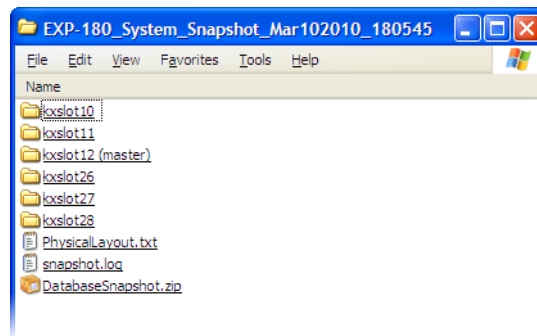 EXP-180_System_Snapshot_Mar102010_180545
File Edit View Favorites Tools Help
Name
kxslot10
kxslot11
kxslot12 (master)
kxslot26
kxslot27
kxslot28
PhysicalLayout.txt
snapshot.log
DatabaseSnapshot.zip